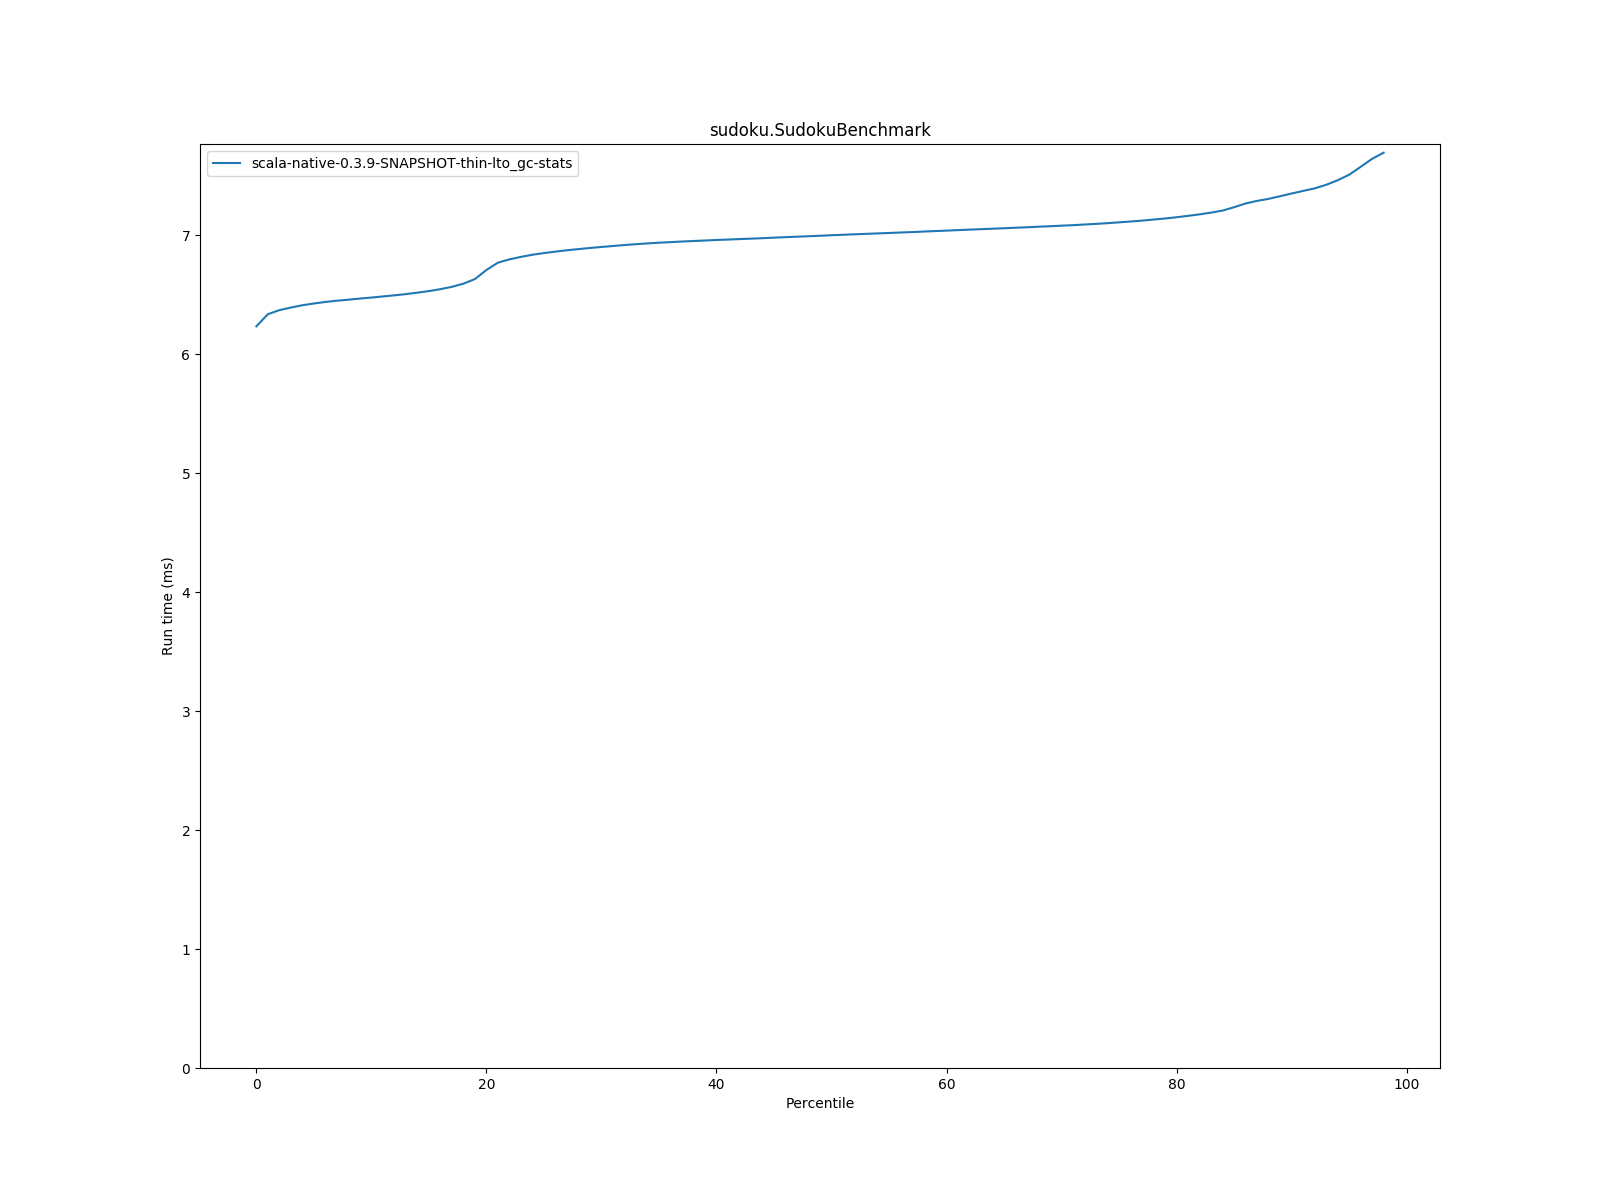 sudoku.SudokuBenchmark
scala-native-0.3.9-SNAPSHOT-thin-lto_gc-stats
7
6
5
4
3
2
1
0
Run time (ms)
0 20 40 60 80 100
Percentile